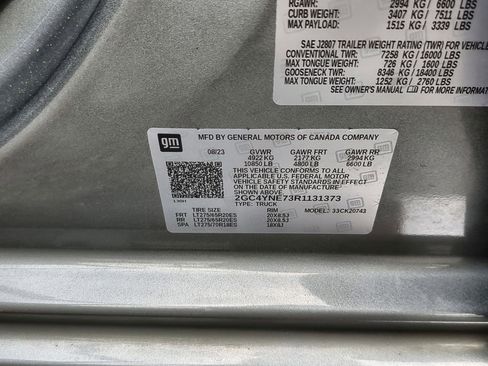 RGAWR: 2994 KG / 6600 LBS
CURB WEIGHT: 3407 KG / 7511 LBS
MAX PAYLOAD: 1515 KG / 3339 LBS
SAE J2807 TRAILER WEIGHT RATING (TWR) FOR VEHICLE
CONVENTIONAL TWR: 7258 KG / 16000 LBS
MAX TONGUE WEIGHT: 726 KG / 1600 LBS
GOOSENECK TWR: 8346 KG / 18400 LBS
MAX TONGUE WEIGHT: 1252 KG / 2760 LBS
SEE OWNER'S MANUAL FOR MORE INFORMATION
gm
MFD BY GENERAL MOTORS OF CANADA COMPANY
08/23 GVWR GAWR FRT GAWR RR
4922 KG 2177 KG 2994 KG
10850 LB 4800 LB 6600 LB
THIS VEHICLE CONFORMS TO ALL
APPLICABLE U.S. FEDERAL MOTOR
VEHICLE SAFETY STANDARDS IN
EFFECT ON THE DATE OF MANUFACTURE
SHOWN ABOVE.
2GC4YNE73R1131373
TYPE: TRUCK
TIRE SIZE RIM MODEL: 33CK20743
FRT LT275/65R20ES 20X8.5J
RR LT275/65R20ES 20X8.5J
SPA LT275/70R18ES 18X8J